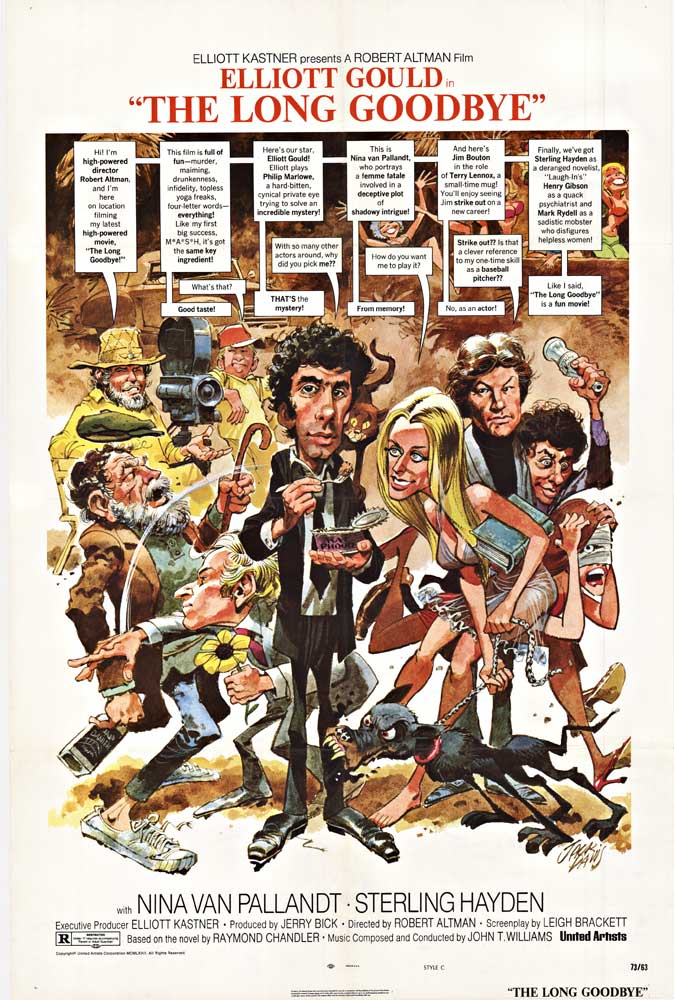 ELLIOTT KASTNER presents A ROBERT ALTMAN Film
ELLIOTT GOULD in
“THE LONG GOODBYE”
Hi! I'm
high-powered
director
Robert Altman,
and I'm
here
on location
filming
my latest
high-powered
movie,
"The Long
Goodbye!"
This film is full of
fun—murder,
maiming,
drunkenness,
infidelity, topless
yoga freaks,
four-letter words—
everything!
Like my first
big success,
M*A*S*H, it's got
the same key
ingredient!
What's that?
Good taste!
Here's our star,
Elliott Gould!
Elliott plays
Philip Marlowe,
a hard-bitten,
cynical private eye
trying to solve an
incredible mystery!
With so many other
actors around, why
did you pick me??
THAT'S the
mystery!
This is
Nina van Pallandt,
who portrays
a femme fatale
involved in a
deceptive plot
of
shadowy intrigue!
How do you want
me to play it?
From memory!
And here's
Jim Bouton
in the role
of Terry Lennox, a
small-time mug!
You'll enjoy seeing
Jim strike out on a
new career!
Strike out?? Is that
a clever reference
to my one-time skill
as a baseball
pitcher??
No, as an actor!
Finally, we've got
Sterling Hayden as
a deranged novelist,
"Laugh-In's"
Henry Gibson
as a quack
psychiatrist and
Mark Rydell as a
sadistic mobster
who disfigures
helpless women!
Like I said,
"The Long Goodbye"
is a fun movie!
JACK
DAVIS
with NINA VAN PALLANDT · STERLING HAYDEN
Executive Producer ELLIOTT KASTNER · Produced by JERRY BICK · Directed by ROBERT ALTMAN · Screenplay by LEIGH BRACKETT
R RESTRICTED Based on the novel by RAYMOND CHANDLER · Music Composed and Conducted by JOHN T. WILLIAMS United Artists
STYLE C
73/63
"THE LONG GOODBYE"